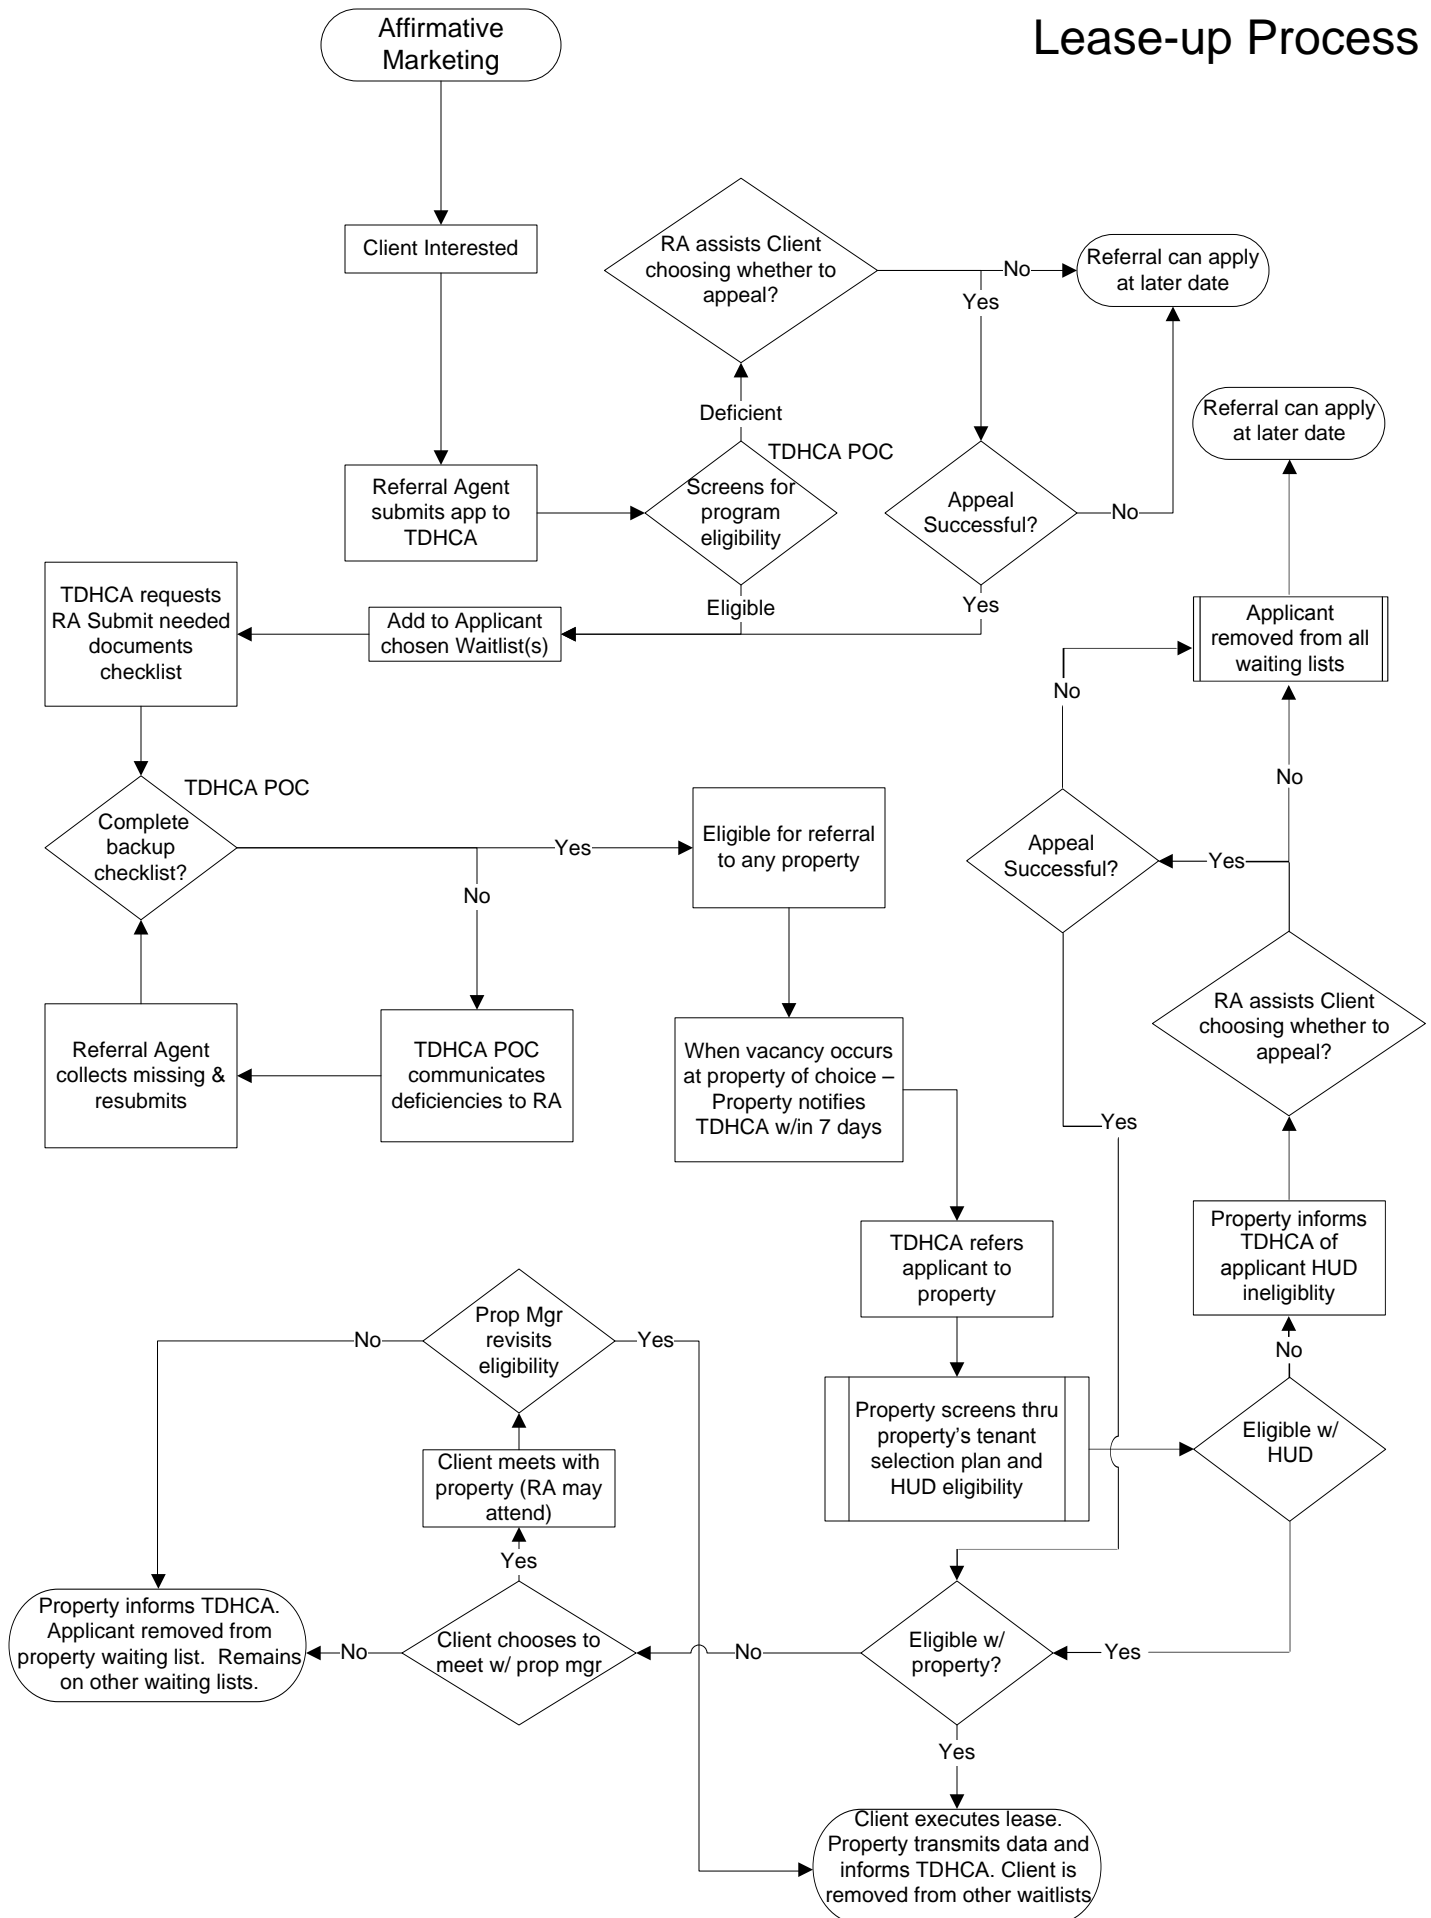 Lease-up Process
Affirmative
Marketing
Client Interested
RA assists Client
choosing whether to
appeal?
No
Referral can apply
at later date
Yes
Deficient
TDHCA POC
Referral Agent
submits app to
TDHCA
Screens for
program
eligibility
Appeal
Successful?
No
Referral can apply
at later date
Eligible
Yes
TDHCA requests
RA Submit needed
documents
checklist
Add to Applicant
chosen Waitlist(s)
Applicant
removed from all
waiting lists
No
No
TDHCA POC
Complete
backup
checklist?
Yes
No
Eligible for referral
to any property
Appeal
Successful?
Yes
Referral Agent
collects missing &
resubmits
TDHCA POC
communicates
deficiencies to RA
When vacancy occurs
at property of choice –
Property notifies
TDHCA w/in 7 days
RA assists Client
choosing whether to
appeal?
Yes
TDHCA refers
applicant to
property
Property informs
TDHCA of
applicant HUD
ineligiblity
No
Prop Mgr
revisits
eligibility
No
Yes
Property screens thru
property's tenant
selection plan and
HUD eligibility
Eligible w/
HUD
Client meets with
property (RA may
attend)
Yes
Property informs TDHCA.
Applicant removed from
property waiting list.  Remains
on other waiting lists.
No
Client chooses to
meet w/ prop mgr
No
Eligible w/
property?
Yes
Yes
Client executes lease.
Property transmits data and
informs TDHCA. Client is
removed from other waitlists